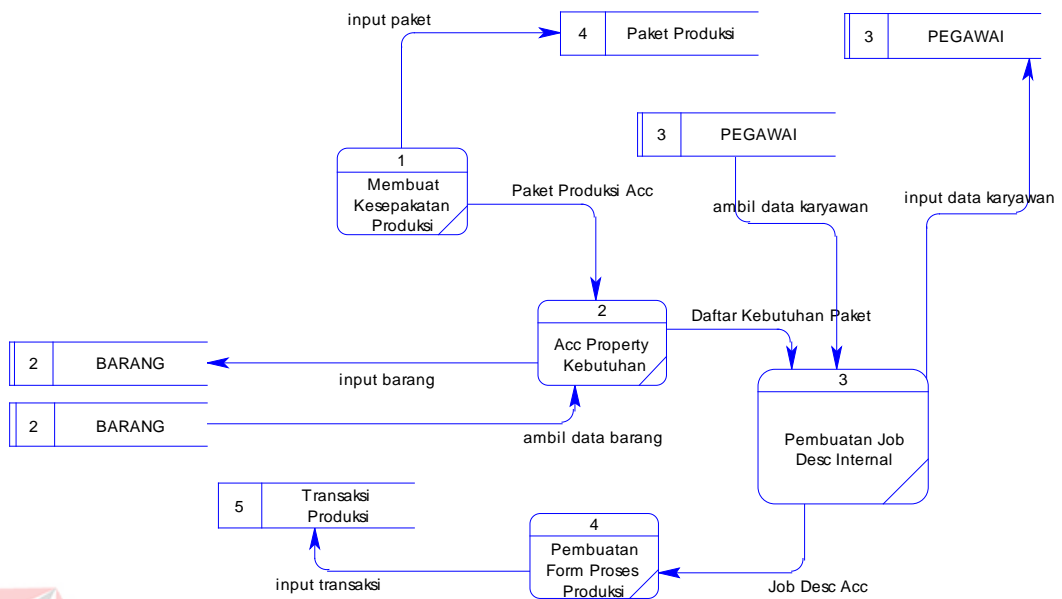 input paket
4
Paket Produksi
3
PEGAWAI
3
PEGAWAI
1
Membuat
Kesepakatan
Produksi
Paket Produksi Acc
ambil data karyawan
input data karyawan
2
Acc Property
Kebutuhan
Daftar Kebutuhan Paket
2
BARANG
input barang
2
BARANG
ambil data barang
3
Pembuatan Job
Desc Internal
5
Transaksi
Produksi
4
Pembuatan
Form Proses
Produksi
input transaksi
Job Desc Acc